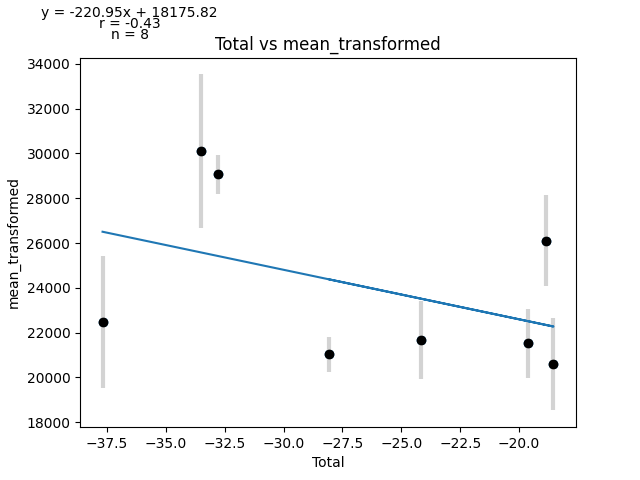 y = -220.95x + 18175.82
r = -0.43
n = 8
Total vs mean_transformed
34000
32000
30000
28000
26000
24000
22000
20000
18000
mean_transformed
−37.5 −35.0 −32.5 −30.0 −27.5 −25.0 −22.5 −20.0
Total